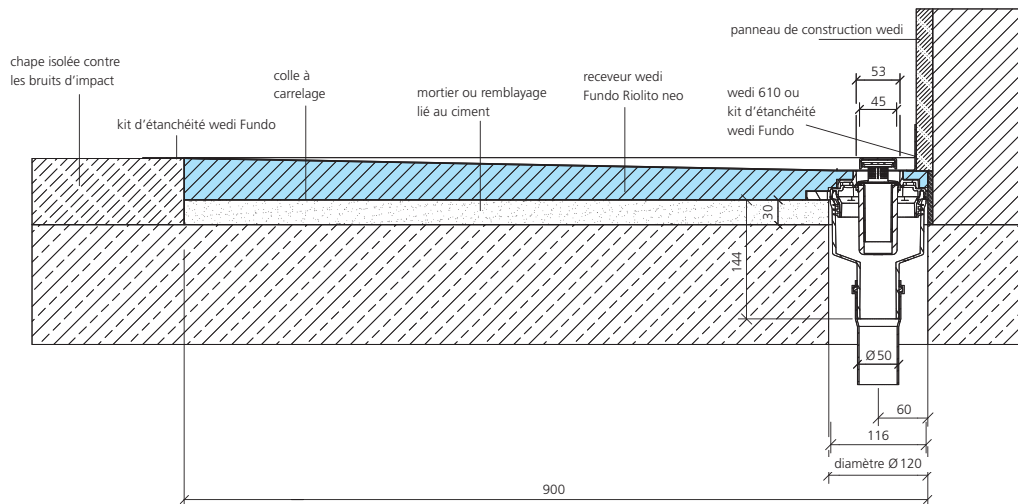 panneau de construction wedi
chape isolée contre
les bruits d’impact
colle à
carrelage
mortier ou remblayage
lié au ciment
receveur wedi
Fundo Riolito neo
wedi 610 ou
kit d’étanchéité
wedi Fundo
53
45
kit d’étanchéité wedi Fundo
30
144
Ø 50
60
116
diamètre Ø 120
900